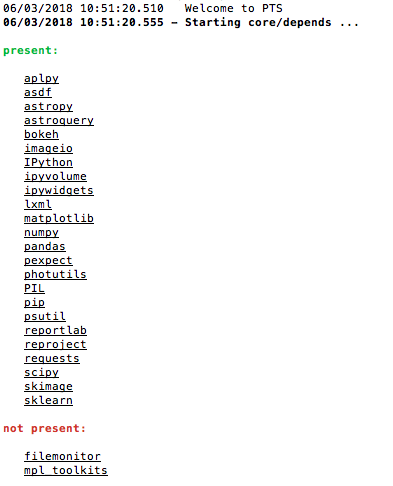 06/03/2018 10:51:20.510   Welcome to PTS
06/03/2018 10:51:20.555 - Starting core/depends ...
present:
aplpy
asdf
astropy
astroquery
bokeh
imageio
IPython
ipyvolume
ipywidgets
lxml
matplotlib
numpy
pandas
pexpect
photutils
PIL
pip
psutil
reportlab
reproject
requests
scipy
skimage
sklearn
not present:
filemonitor
mpl_toolkits